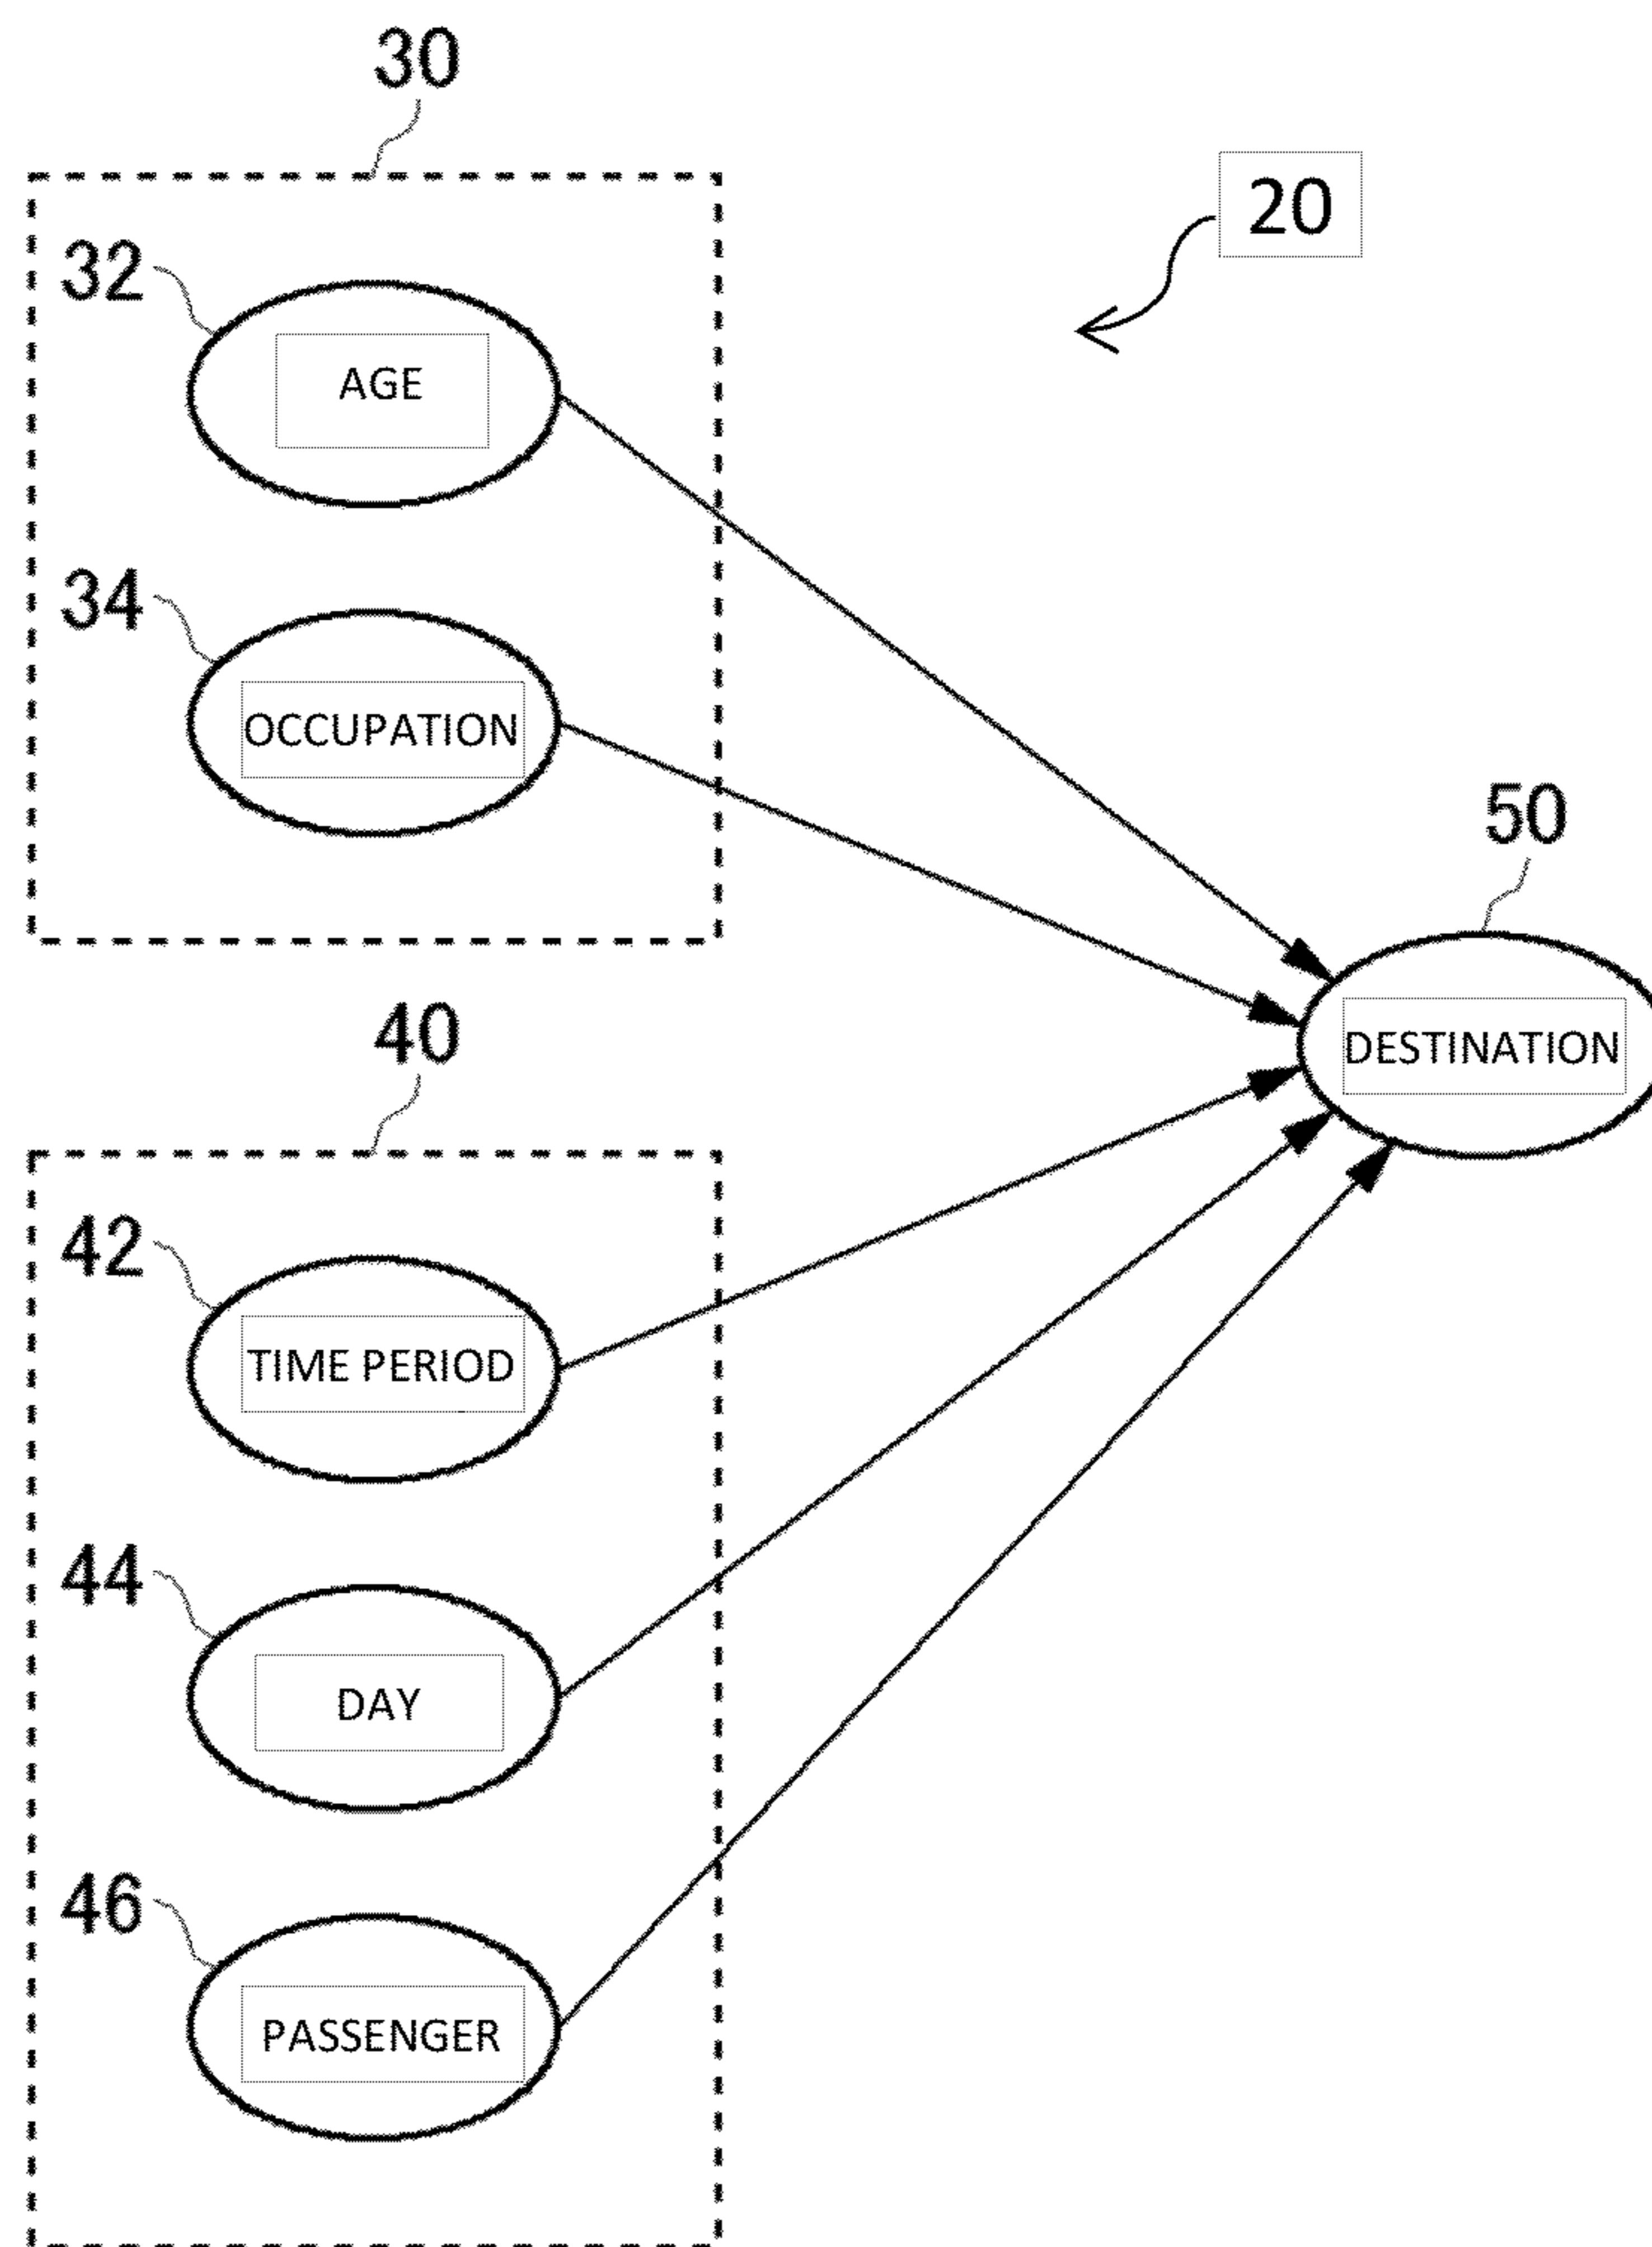 30
20
32
AGE
34
OCCUPATION
50
DESTINATION
40
42
TIME PERIOD
44
DAY
46
PASSENGER